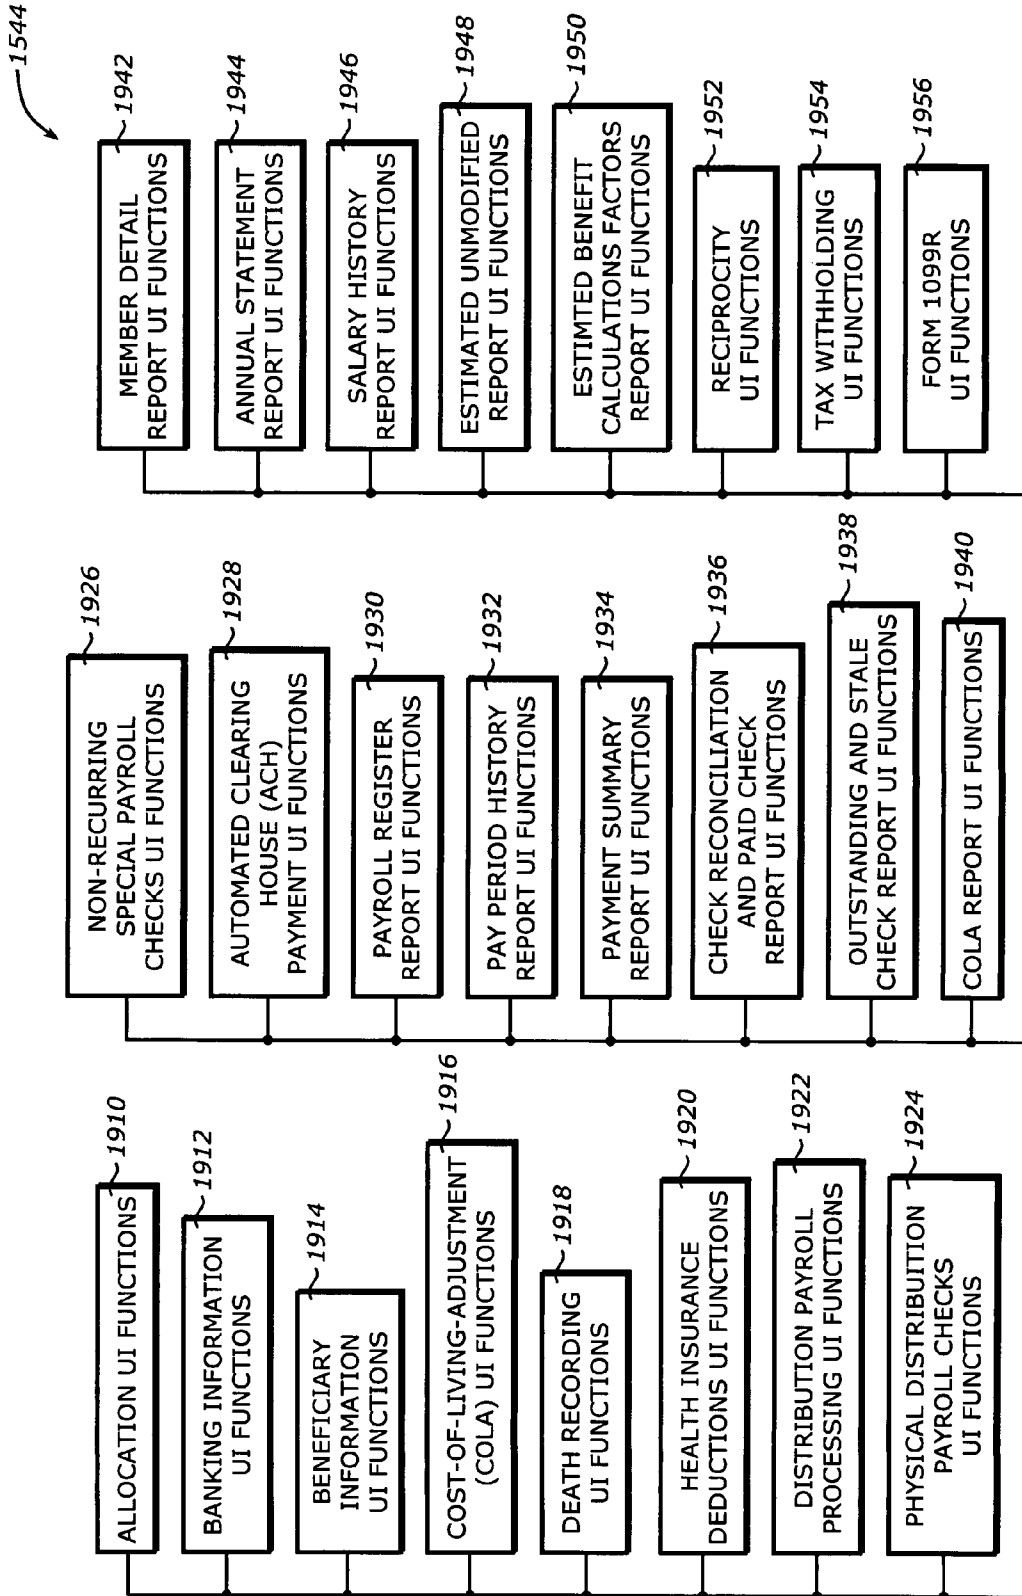 1544
ALLOCATION UI FUNCTIONS
1910
BANKING INFORMATION
UI FUNCTIONS
1912
BENEFICIARY
INFORMATION
UI FUNCTIONS
1914
COST-OF-LIVING-ADJUSTMENT
(COLA) UI FUNCTIONS
1916
DEATH RECORDING
UI FUNCTIONS
1918
HEALTH INSURANCE
DEDUCTIONS UI FUNCTIONS
1920
DISTRIBUTION PAYROLL
PROCESSING UI FUNCTIONS
1922
PHYSICAL DISTRIBUITION
PAYROLL CHECKS
UI FUNCTIONS
1924
NON-RECURRING
SPECIAL PAYROLL
CHECKS UI FUNCTIONS
1926
AUTOMATED CLEARING
HOUSE (ACH)
PAYMENT UI FUNCTIONS
1928
PAYROLL REGISTER
REPORT UI FUNCTIONS
1930
PAY PERIOD HISTORY
REPORT UI FUNCTIONS
1932
PAYMENT SUMMARY
REPORT UI FUNCTIONS
1934
CHECK RECONCILIATION
AND PAID CHECK
REPORT UI FUNCTIONS
1936
OUTSTANDING AND STALE
CHECK REPORT UI FUNCTIONS
1938
COLA REPORT UI FUNCTIONS
1940
MEMBER DETAIL
REPORT UI FUNCTIONS
1942
ANNUAL STATEMENT
REPORT UI FUNCTIONS
1944
SALARY HISTORY
REPORT UI FUNCTIONS
1946
ESTIMATED UNMODIFIED
REPORT UI FUNCTIONS
1948
ESTIMTED BENEFIT
CALCULATIONS FACTORS
REPORT UI FUNCTIONS
1950
RECIPROCITY
UI FUNCTIONS
1952
TAX WITHHOLDING
UI FUNCTIONS
1954
FORM 1099R
UI FUNCTIONS
1956